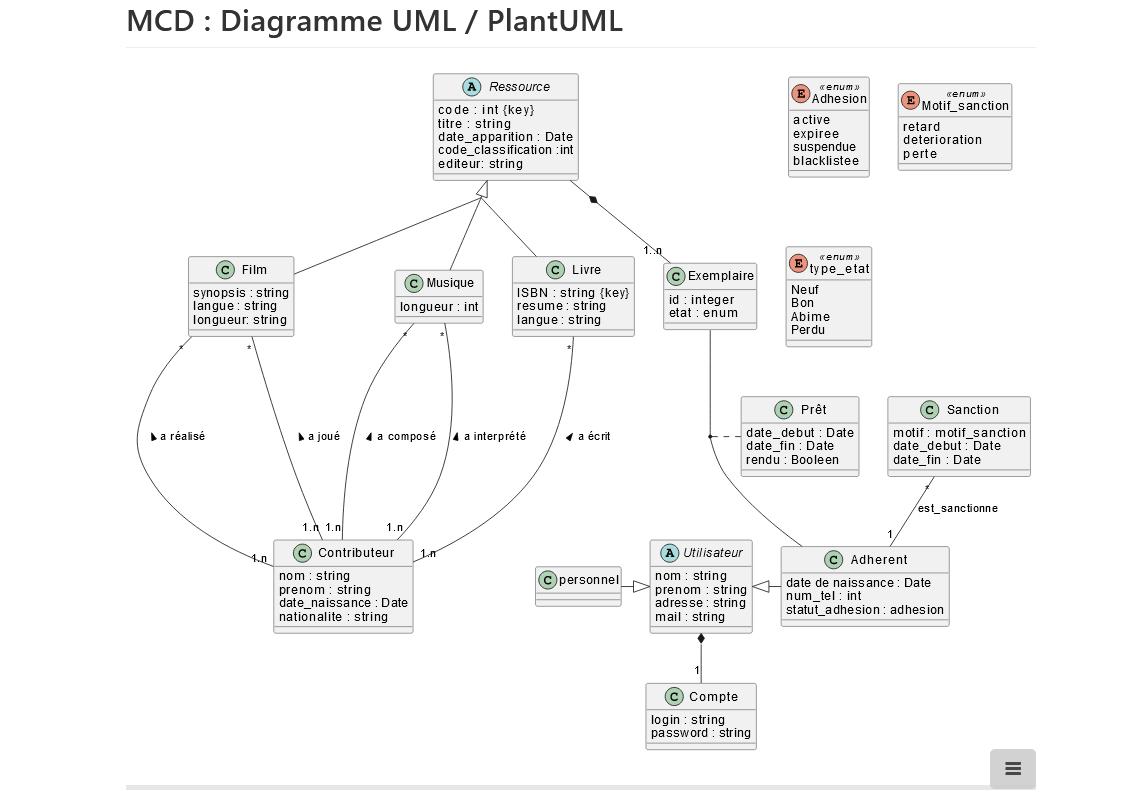 MCD : Diagramme UML / PlantUML
A Ressource
code : int {key}
titre : string
date_apparition : Date
code_classification :int
editeur: string
E «enum»
Adhesion
active
expiree
suspendue
blacklistee
E «enum»
Motif_sanction
retard
deterioration
perte
1..n
C Film
synopsis : string
langue : string
longueur: string
C Musique
longueur : int
C Livre
ISBN : string {key}
resume : string
langue : string
C Exemplaire
id : integer
etat : enum
E «enum»
type_etat
Neuf
Bon
Abime
Perdu
* * * * *
a réalisé
a joué
a composé
a interprété
a écrit
C Prêt
date_debut : Date
date_fin : Date
rendu : Booleen
C Sanction
motif : motif_sanction
date_debut : Date
date_fin : Date
*
est_sanctionne
1
1.n 1.n 1.n
1.n 1.n
C Contributeur
nom : string
prenom : string
date_naissance : Date
nationalite : string
C personnel
A Utilisateur
nom : string
prenom : string
adresse : string
mail : string
C Adherent
date de naissance : Date
num_tel : int
statut_adhesion : adhesion
1
C Compte
login : string
password : string